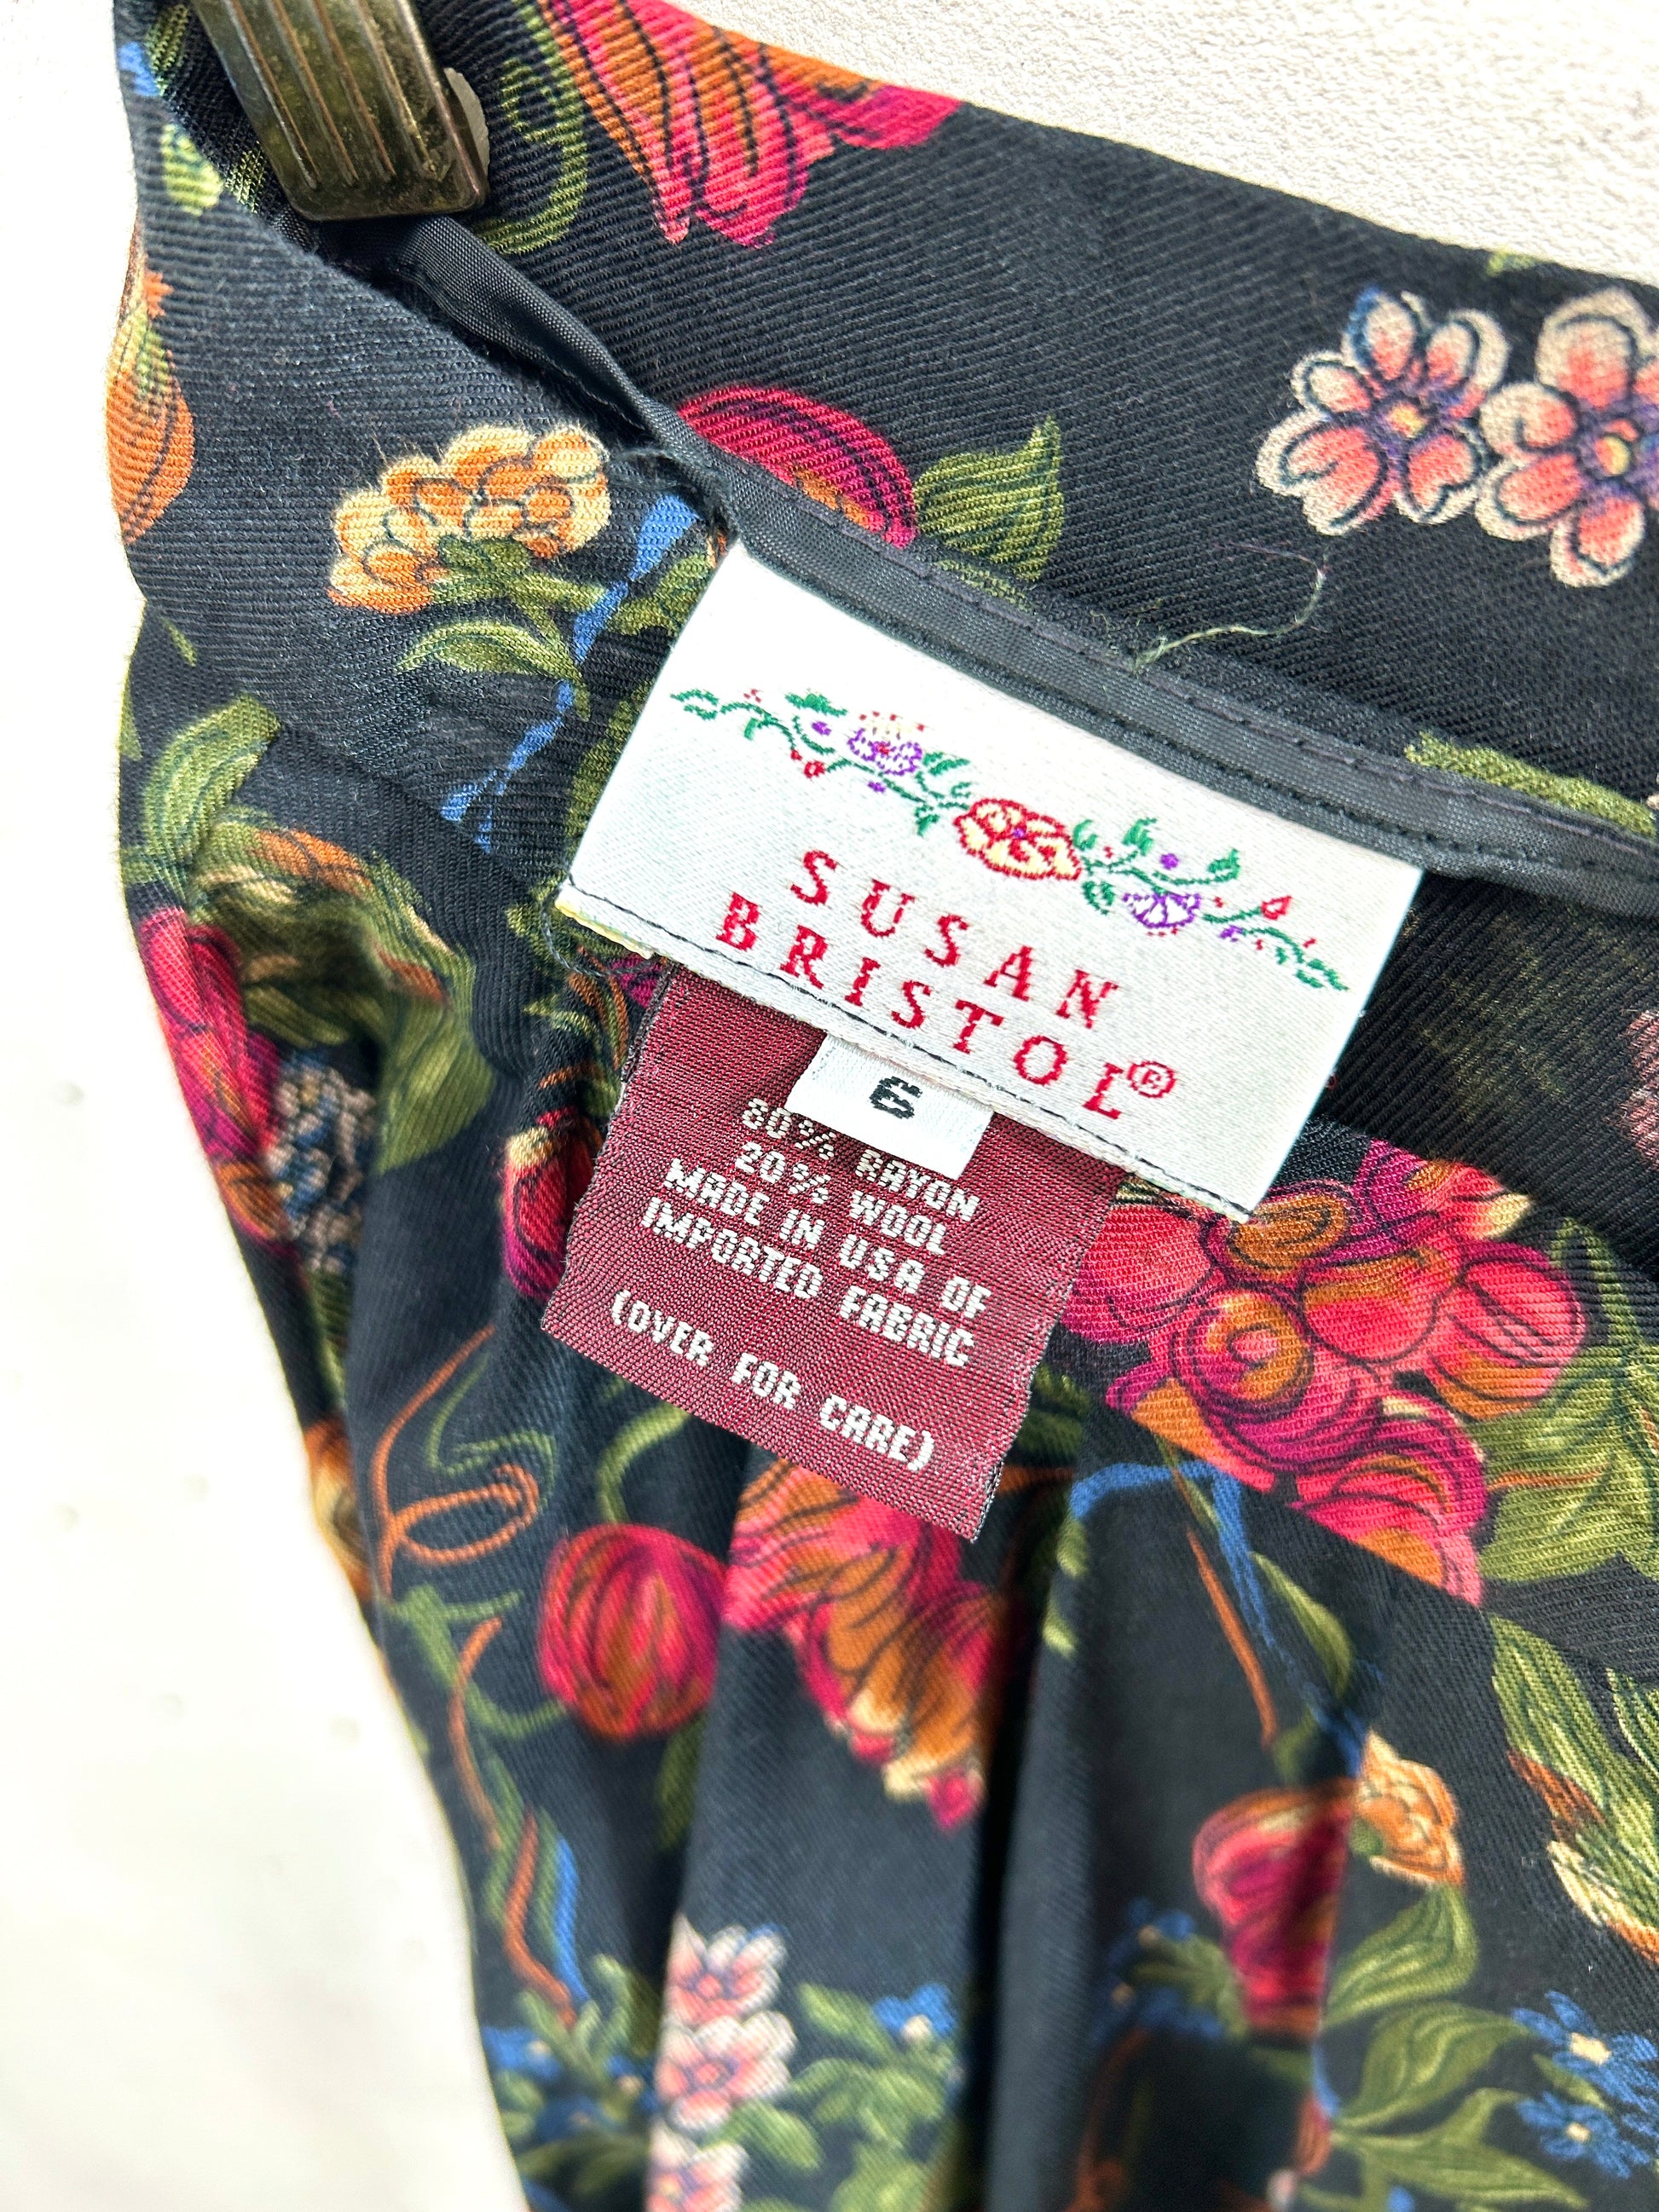 SUSAN
BRISTOL®
6
80% RAYON
20% WOOL
MADE IN USA OF
IMPORTED FABRIC
(OVER FOR CARE)